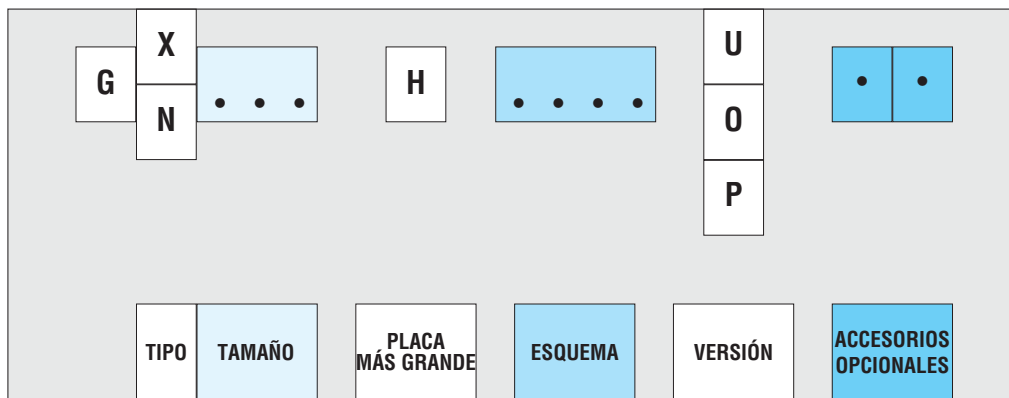 G
X
N
• • •
H
• • • •
U
O
P
• •
TIPO
TAMAÑO
PLACA
MÁS GRANDE
ESQUEMA
VERSIÓN
ACCESORIOS
OPCIONALES